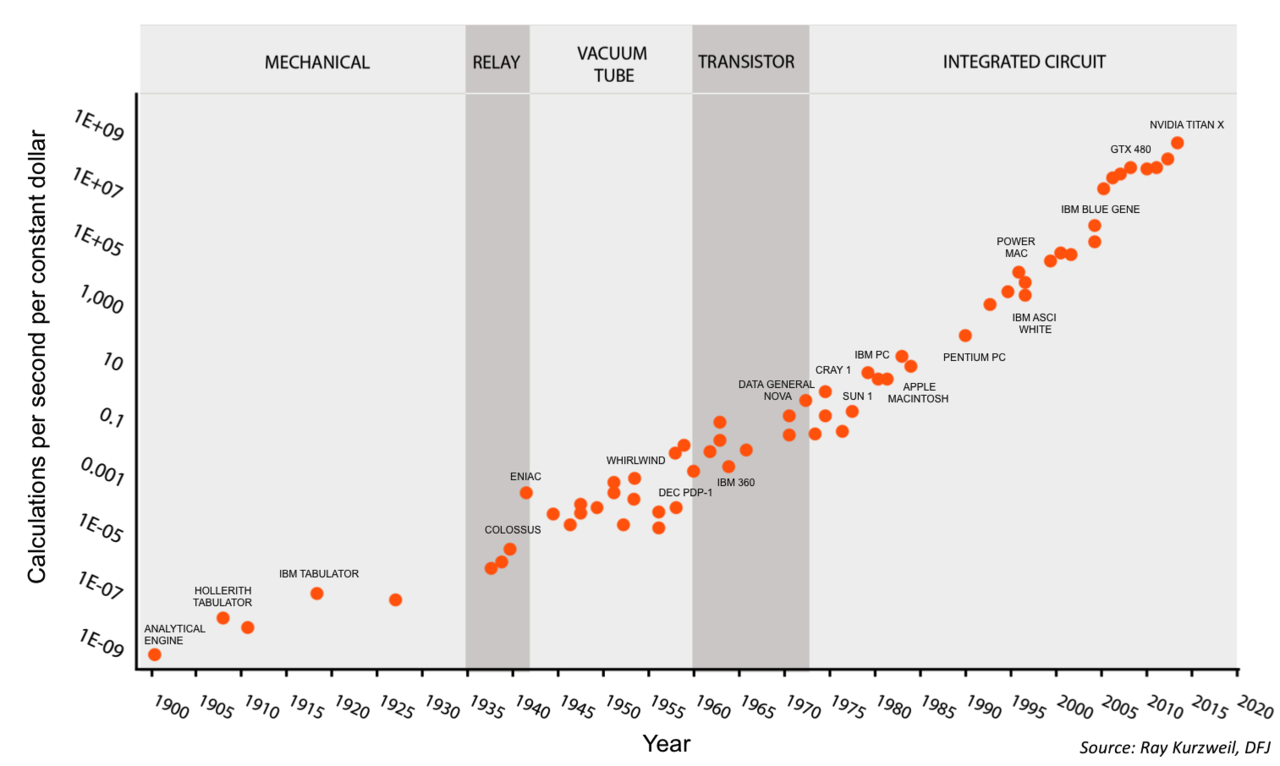 MECHANICAL
RELAY
VACUUM
TUBE
TRANSISTOR
INTEGRATED CIRCUIT
Calculations per second per constant dollar
1E+09
1E+07
1E+05
1,000
10
0.1
0.001
1E-05
1E-07
1E-09
NVIDIA TITAN X
GTX 480
IBM BLUE GENE
POWER
MAC
IBM ASCI
WHITE
PENTIUM PC
IBM PC
APPLE
MACINTOSH
CRAY 1
SUN 1
DATA GENERAL
NOVA
IBM 360
WHIRLWIND
DEC PDP-1
ENIAC
COLOSSUS
IBM TABULATOR
HOLLERITH
TABULATOR
ANALYTICAL
ENGINE
1900
1905
1910
1915
1920
1925
1930
1935
1940
1945
1950
1955
1960
1965
1970
1975
1980
1985
1990
1995
2000
2005
2010
2015
2020
Year
Source: Ray Kurzweil, DFJ